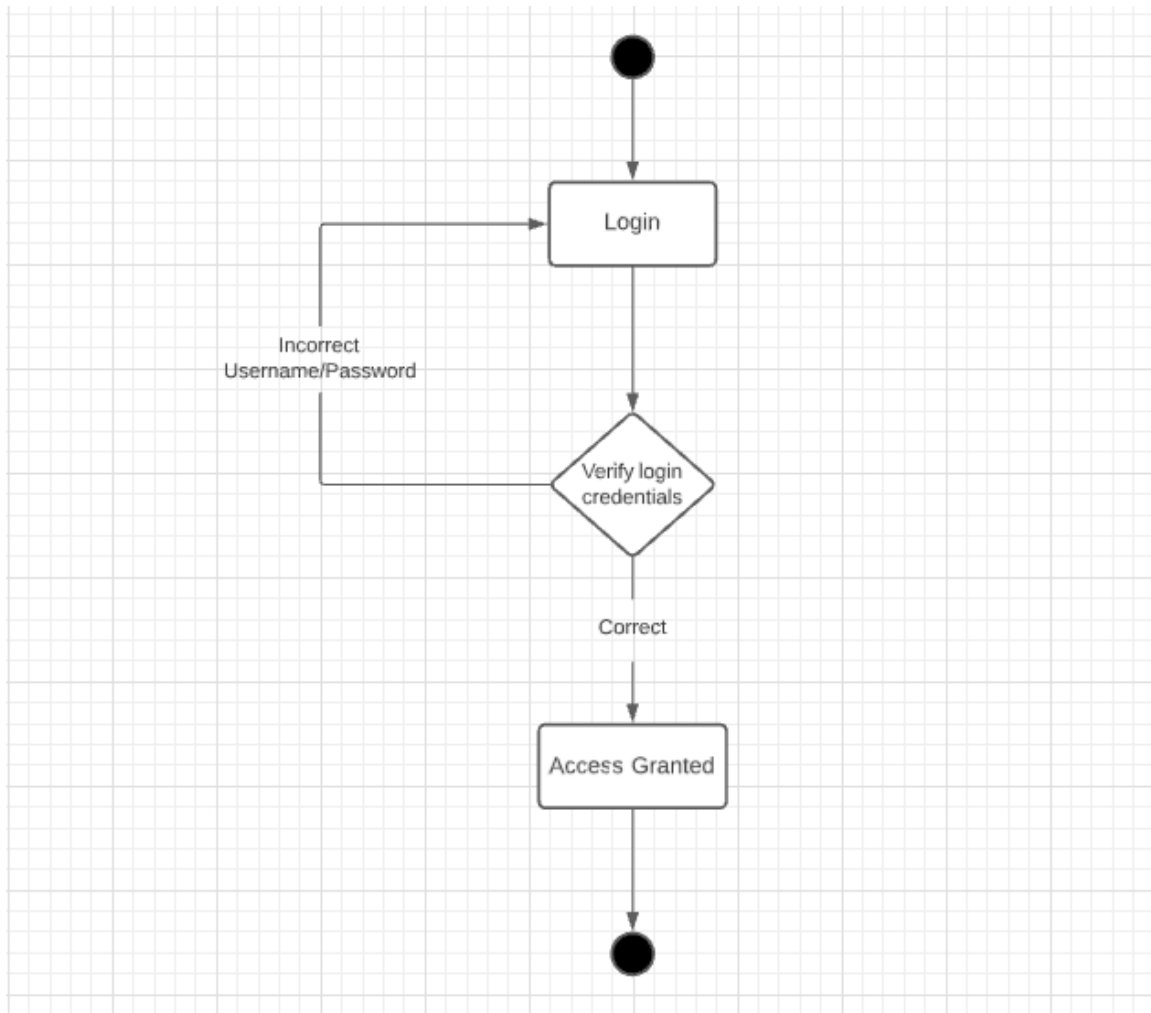 Login
Incorrect
Username/Password
Verify login
credentials
Correct
Access Granted